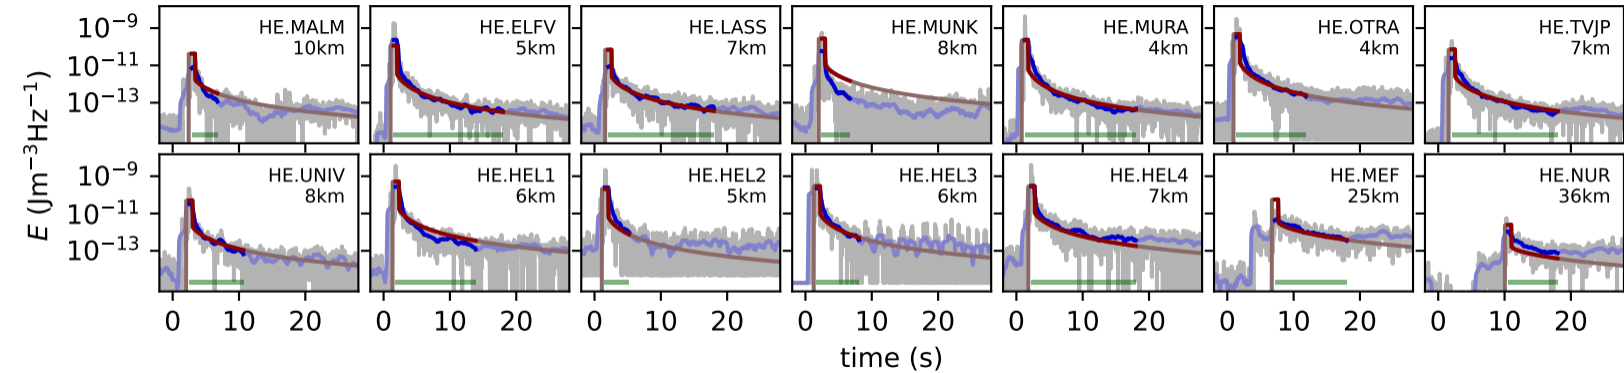 E (Jm⁻³Hz⁻¹)
10⁻⁹
10⁻¹¹
10⁻¹³
HE.MALM
10km
HE.ELFV
5km
HE.LASS
7km
HE.MUNK
8km
HE.MURA
4km
HE.OTRA
4km
HE.TVJP
7km
10⁻⁹
10⁻¹¹
10⁻¹³
HE.UNIV
8km
HE.HEL1
6km
HE.HEL2
5km
HE.HEL3
6km
HE.HEL4
7km
HE.MEF
25km
HE.NUR
36km
0 10 20 0 10 20 0 10 20 0 10 20 0 10 20 0 10 20 0 10 20
time (s)